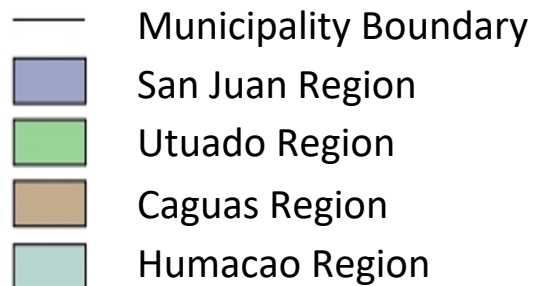 Municipality Boundary
San Juan Region
Utuado Region
Caguas Region
Humacao Region